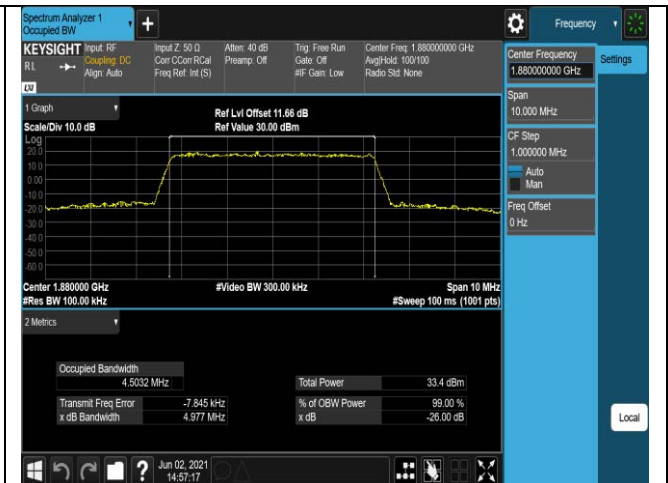 Spectrum Analyzer 1
Occupied BW
Frequency
KEYSIGHT
Input: RF
Coupling: DC
Align: Auto
Input Z: 50 Ω
Corr CCorr RCal
Freq Ref: Int (S)
Atten: 40 dB
Preamp: Off
Trig: Free Run
Gate: Off
#IF Gain: Low
Center Freq: 1.880000000 GHz
Avg|Hold: 100/100
Radio Std: None
RL
LXI
Center Frequency
1.880000000 GHz
Settings
Span
10.000 MHz
CF Step
1.000000 MHz
Auto
Man
Freq Offset
0 Hz
Local
1 Graph
Scale/Div 10.0 dB
Ref Lvl Offset 11.66 dB
Ref Value 30.00 dBm
Log
20.0
10.0
0.00
-10.0
-20.0
-30.0
-40.0
-50.0
-60.0
Center 1.880000 GHz
#Res BW 100.00 kHz
#Video BW 300.00 kHz
Span 10 MHz
#Sweep 100 ms (1001 pts)
2 Metrics
Occupied Bandwidth
4.5032 MHz
Total Power 33.4 dBm
Transmit Freq Error -7.845 kHz
% of OBW Power 99.00 %
x dB Bandwidth 4.977 MHz
x dB -26.00 dB
?
Jun 02, 2021
14:57:17